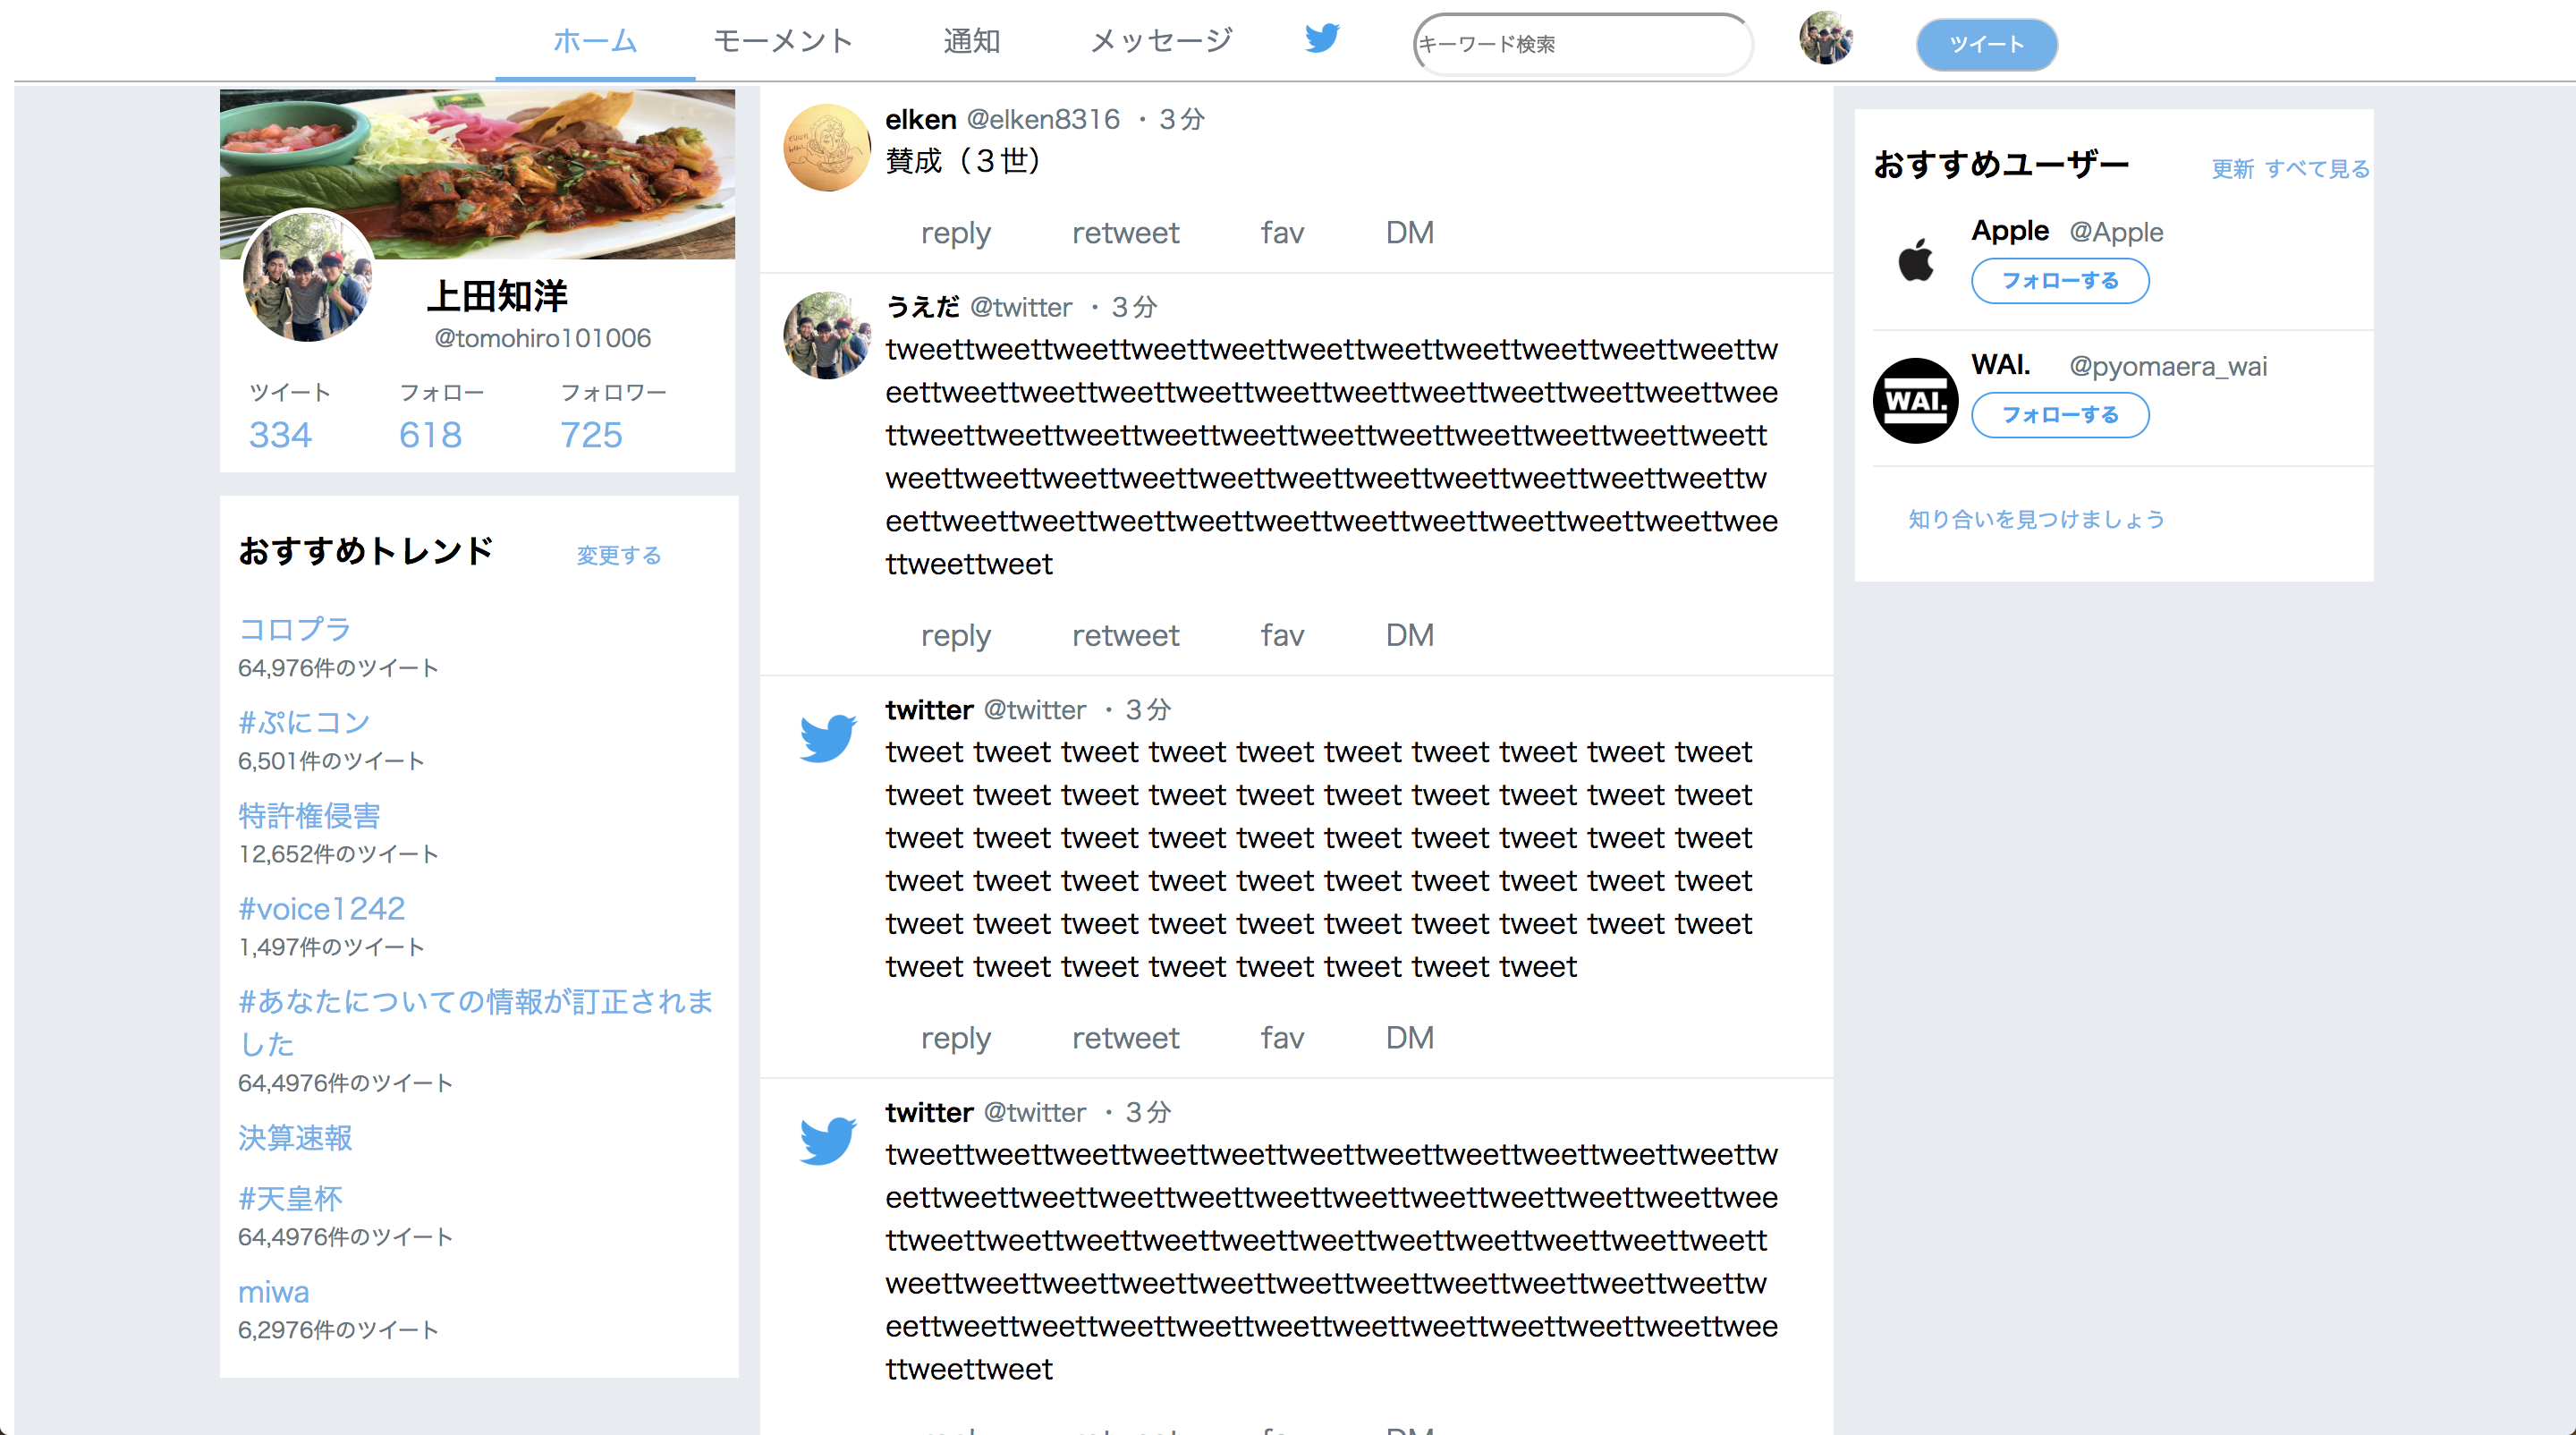 ホーム モーメント 通知 メッセージ キーワード検索 ツイート
上田知洋
@tomohiro101006
ツイート フォロー フォロワー
334 618 725
おすすめトレンド 変更する
コロプラ
64,976件のツイート
#ぷにコン
6,501件のツイート
特許権侵害
12,652件のツイート
#voice1242
1,497件のツイート
#あなたについての情報が訂正されま
した
64,4976件のツイート
決算速報
#天皇杯
64,4976件のツイート
miwa
6,2976件のツイート
elken @elken8316 ・３分
賛成（３世）
reply retweet fav DM
うえだ @twitter ・３分
tweettweettweettweettweettweettweettweettweettweettweettw
eettweettweettweettweettweettweettweettweettweettweettwee
ttweettweettweettweettweettweettweettweettweettweettweett
weettweettweettweettweettweettweettweettweettweettweettw
eettweettweettweettweettweettweettweettweettweettweettwee
ttweettweet
reply retweet fav DM
twitter @twitter ・３分
tweet tweet tweet tweet tweet tweet tweet tweet tweet tweet
tweet tweet tweet tweet tweet tweet tweet tweet tweet tweet
tweet tweet tweet tweet tweet tweet tweet tweet tweet tweet
tweet tweet tweet tweet tweet tweet tweet tweet tweet tweet
tweet tweet tweet tweet tweet tweet tweet tweet tweet tweet
tweet tweet tweet tweet tweet tweet tweet tweet
reply retweet fav DM
twitter @twitter ・３分
tweettweettweettweettweettweettweettweettweettweettweettw
eettweettweettweettweettweettweettweettweettweettweettwee
ttweettweettweettweettweettweettweettweettweettweettweett
weettweettweettweettweettweettweettweettweettweettweettw
eettweettweettweettweettweettweettweettweettweettweettwee
ttweettweet
おすすめユーザー 更新 すべて見る
Apple @Apple
フォローする
WAI.
WAI. @pyomaera_wai
フォローする
知り合いを見つけましょう